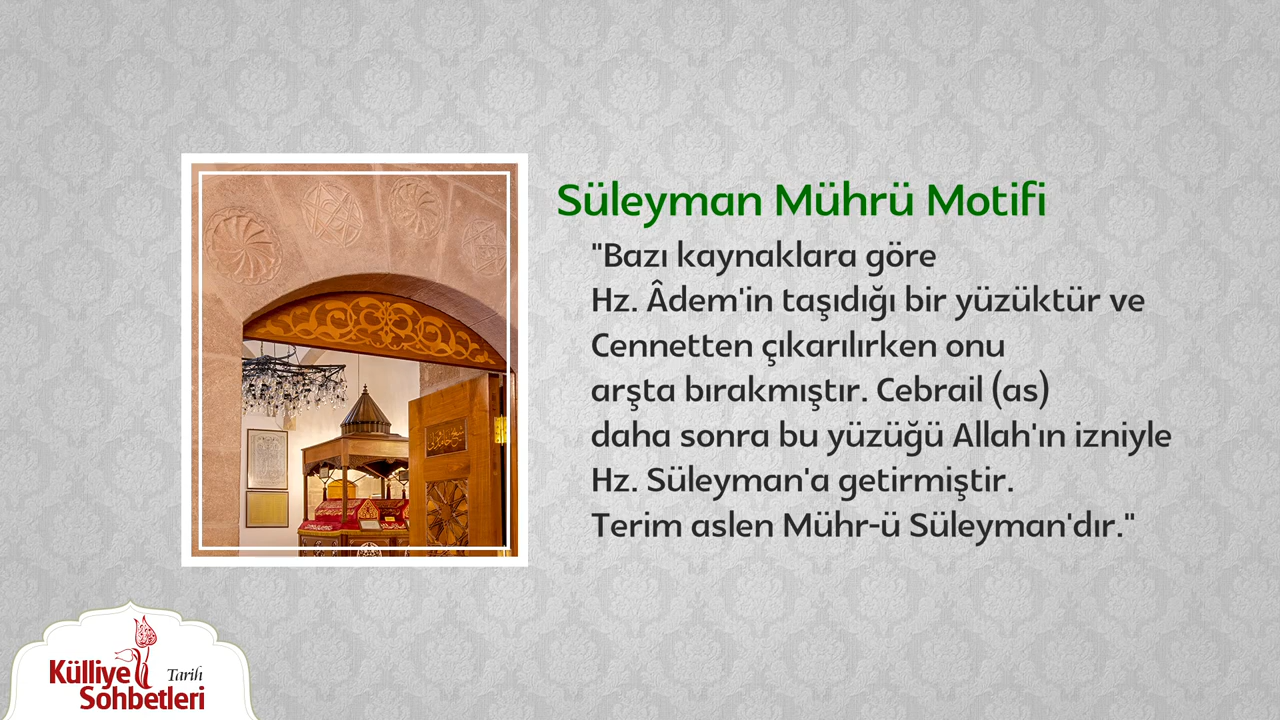 Süleyman Mührü Motifi
"Bazı kaynaklara göre
Hz. Âdem'in taşıdığı bir yüzüktür ve
Cennetten çıkarılırken onu
arşta bırakmıştır. Cebrail (as)
daha sonra bu yüzüğü Allah'ın izniyle
Hz. Süleyman'a getirmiştir.
Terim aslen Mühr-ü Süleyman'dır."
Külliye Tarih
Sohbetleri